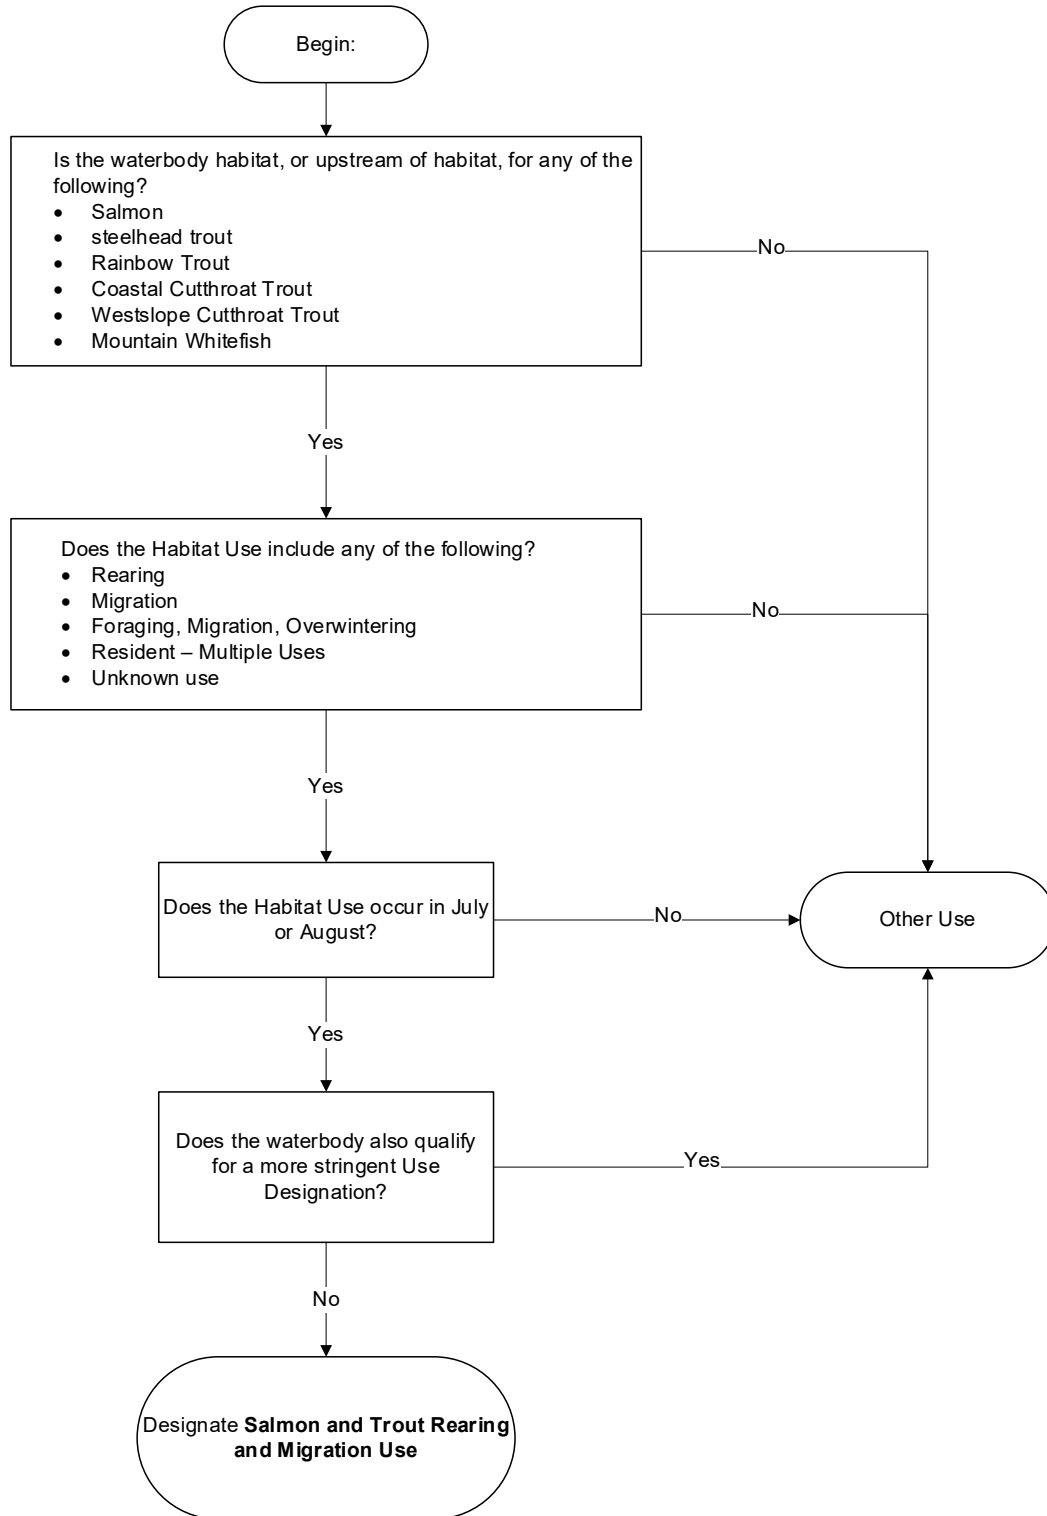 Begin:
Is the waterbody habitat, or upstream of habitat, for any of the
following?
• Salmon
• steelhead trout
• Rainbow Trout
• Coastal Cutthroat Trout
• Westslope Cutthroat Trout
• Mountain Whitefish
No
Yes
Does the Habitat Use include any of the following?
• Rearing
• Migration
• Foraging, Migration, Overwintering
• Resident – Multiple Uses
• Unknown use
No
Yes
Does the Habitat Use occur in July
or August?
No
Other Use
Yes
Does the waterbody also qualify
for a more stringent Use
Designation?
Yes
No
Designate Salmon and Trout Rearing
and Migration Use